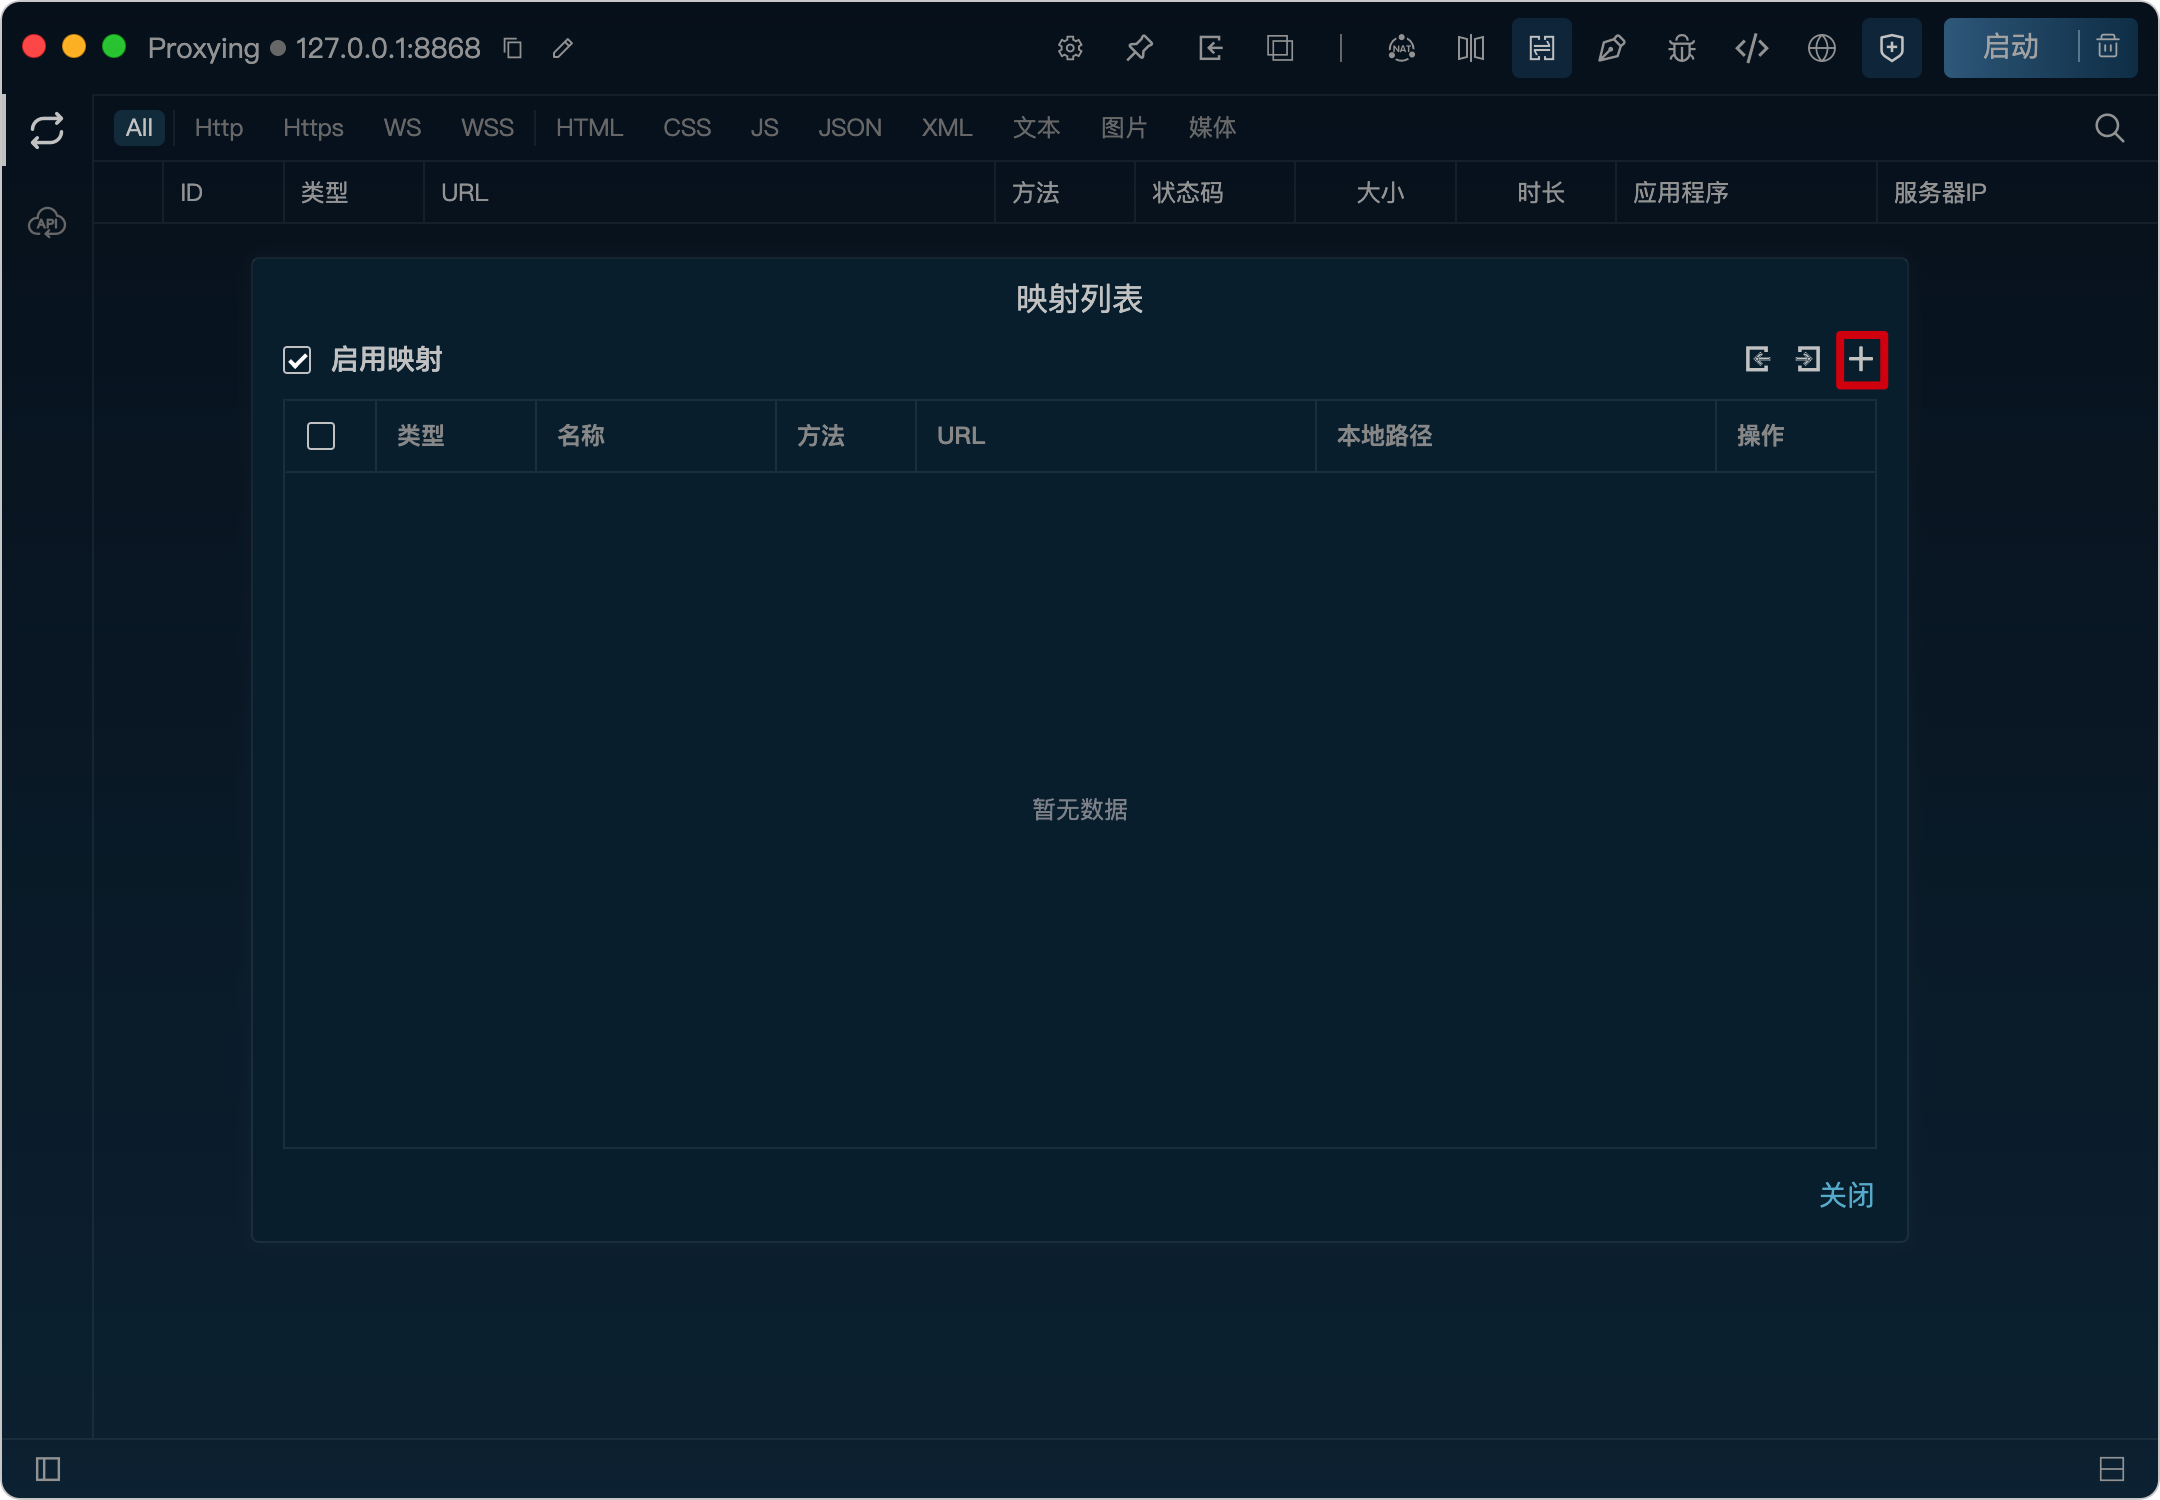 Proxying 127.0.0.1:8868
NAT
启动
All Http Https WS WSS HTML CSS JS JSON XML 文本 图片 媒体
API
ID 类型 URL 方法 状态码 大小 时长 应用程序 服务器IP
映射列表
启用映射
类型 名称 方法 URL 本地路径 操作
暂无数据
关闭